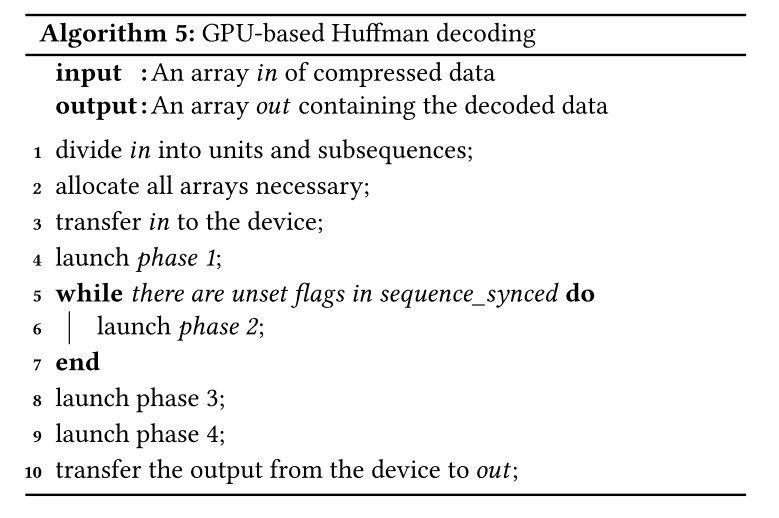 Algorithm 5: GPU-based Huffman decoding
input : An array in of compressed data
output: An array out containing the decoded data
1 divide in into units and subsequences;
2 allocate all arrays necessary;
3 transfer in to the device;
4 launch phase 1;
5 while there are unset flags in sequence_synced do
6 launch phase 2;
7 end
8 launch phase 3;
9 launch phase 4;
10 transfer the output from the device to out;